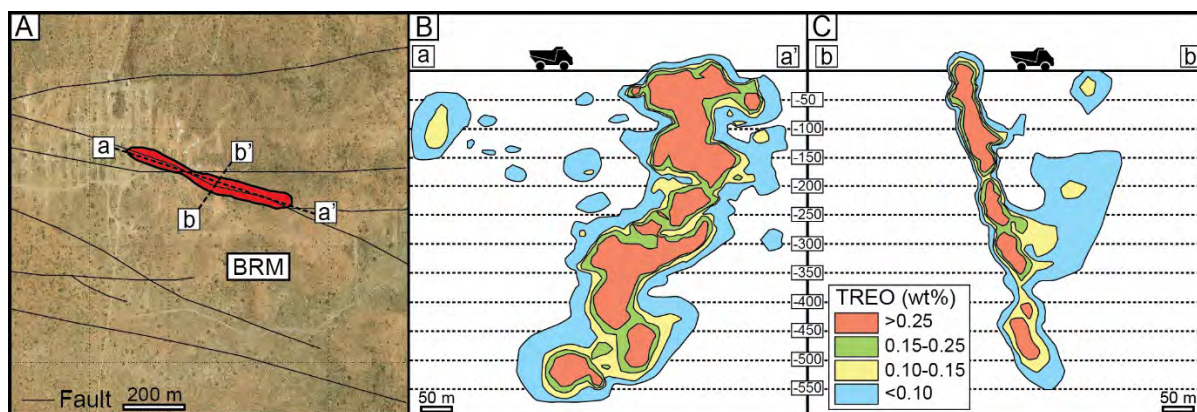 A
a
b'
b
a'
BRM
Fault 200 m
B
a
a'
50 m
-50
-100
-150
-200
-250
-300
-350
-400
-450
-500
-550
C
b
b
TREO (wt%)
>0.25
0.15-0.25
0.10-0.15
<0.10
50 m